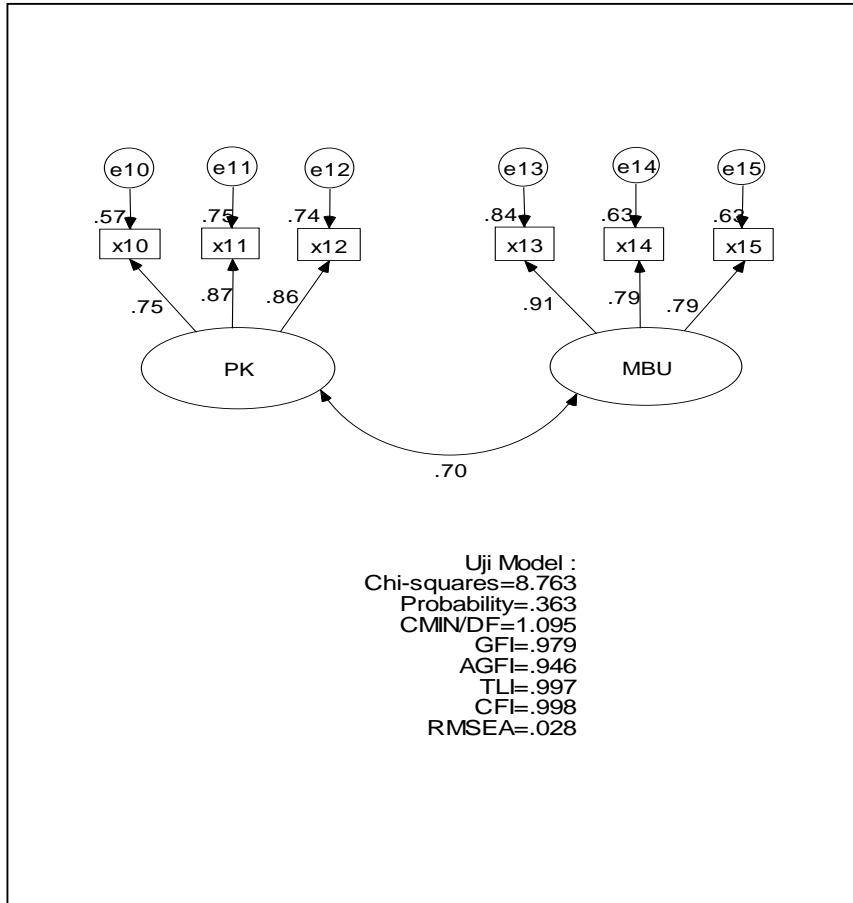 e10 e11 e12 e13 e14 e15
.57 .75 .74 .84 .63 .63
x10 x11 x12 x13 x14 x15
.75 .87 .86 .91 .79 .79
PK MBU
.70
Uji Model :
Chi-squares=8.763
Probability=.363
CMIN/DF=1.095
GFI=.979
AGFI=.946
TLI=.997
CFI=.998
RMSEA=.028